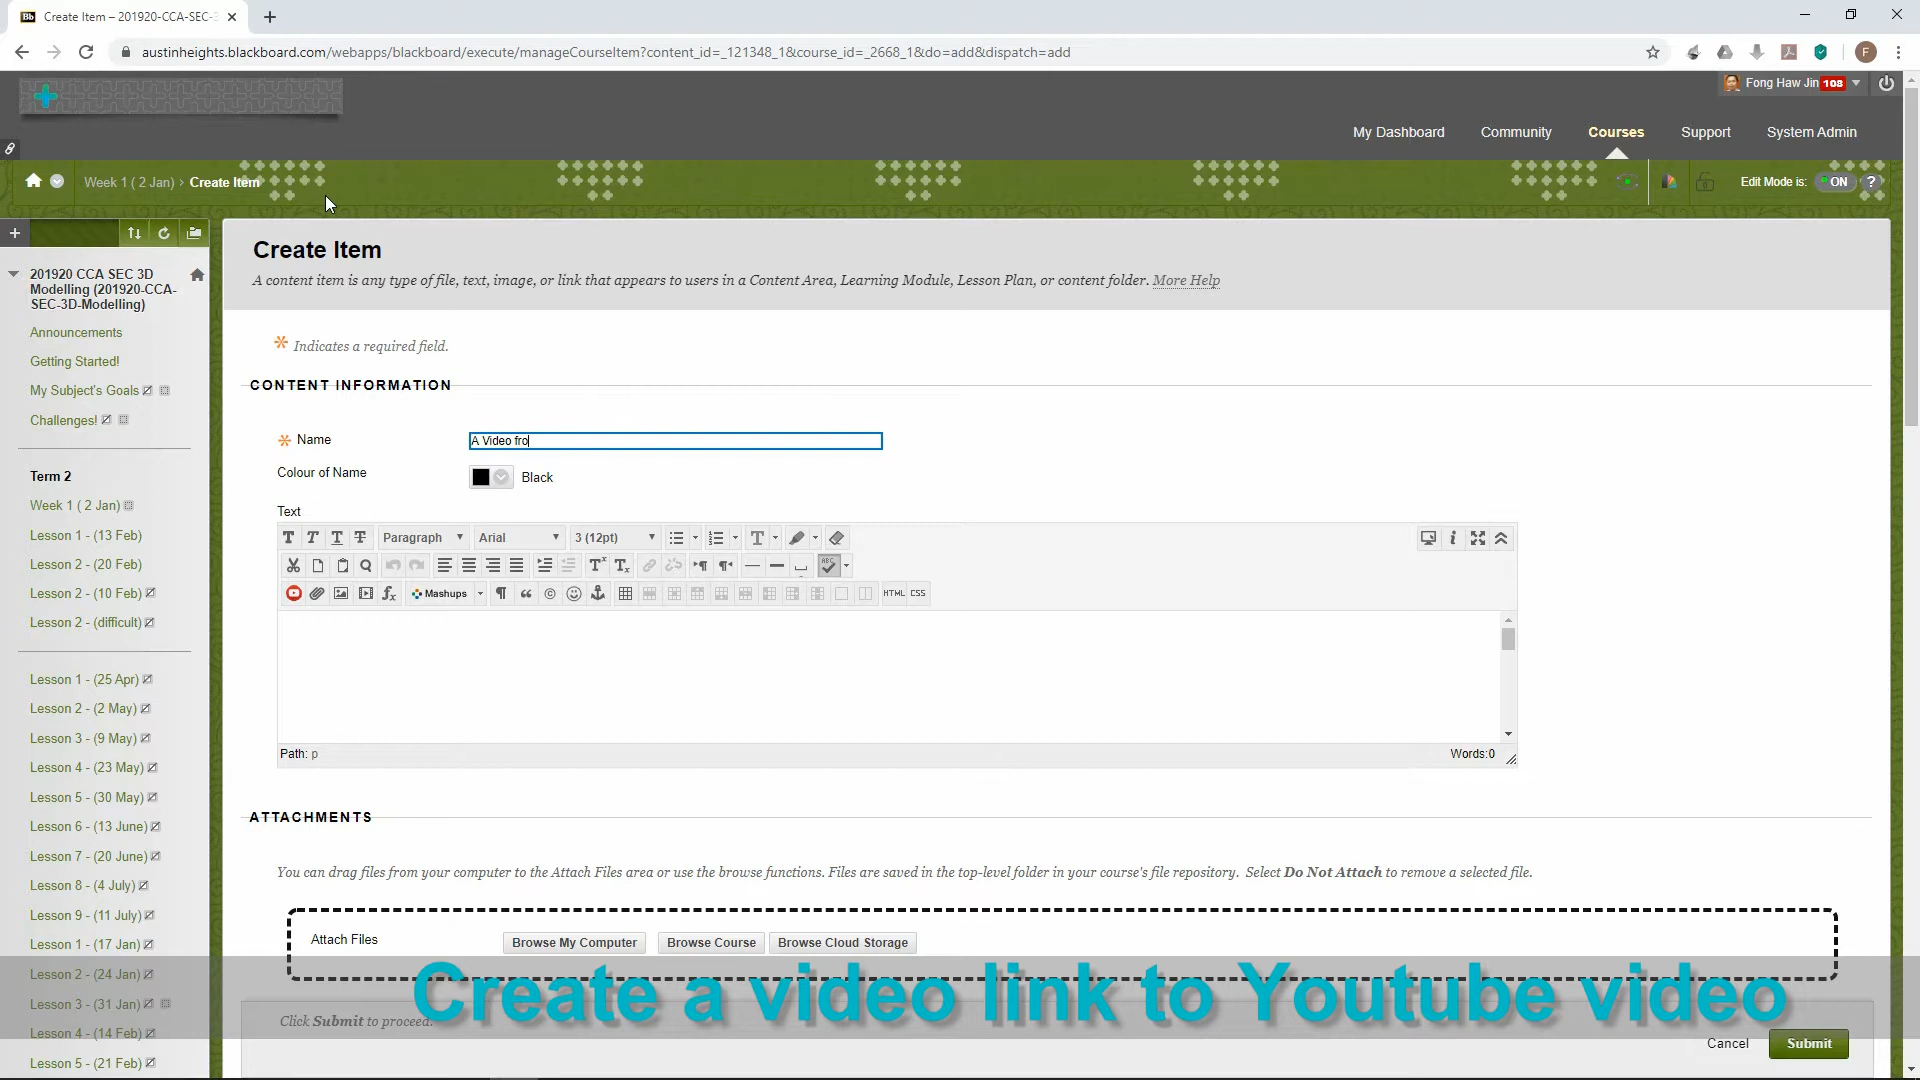 Bb Create Item – 201920-CCA-SEC-3
austinheights.blackboard.com/webapps/blackboard/execute/manageCourseItem?content_id=_121348_1&course_id=_2668_1&do=add&dispatch=add
F
Fong Haw Jin 108
My Dashboard Community Courses Support System Admin
Week 1 ( 2 Jan) > Create Item
Edit Mode is: ON ?
Create Item
A content item is any type of file, text, image, or link that appears to users in a Content Area, Learning Module, Lesson Plan, or content folder. More Help
201920 CCA SEC 3D
Modelling (201920-CCA-
SEC-3D-Modelling)
Announcements
Getting Started!
My Subject's Goals
Challenges!
Term 2
Week 1 ( 2 Jan)
Lesson 1 - (13 Feb)
Lesson 2 - (20 Feb)
Lesson 2 - (10 Feb)
Lesson 2 - (difficult)
Lesson 1 - (25 Apr)
Lesson 2 - (2 May)
Lesson 3 - (9 May)
Lesson 4 - (23 May)
Lesson 5 - (30 May)
Lesson 6 - (13 June)
Lesson 7 - (20 June)
Lesson 8 - (4 July)
Lesson 9 - (11 July)
Lesson 1 - (17 Jan)
Lesson 2 - (24 Jan)
Lesson 3 - (31 Jan)
Lesson 4 - (14 Feb)
Lesson 5 - (21 Feb)
* Indicates a required field.
CONTENT INFORMATION
* Name A Video fro
Colour of Name Black
Text
T T T T Paragraph Arial 3 (12pt) T
ABC
Mashups HTML CSS
Path: p Words:0
ATTACHMENTS
You can drag files from your computer to the Attach Files area or use the browse functions. Files are saved in the top-level folder in your course's file repository. Select Do Not Attach to remove a selected file.
Attach Files Browse My Computer Browse Course Browse Cloud Storage
Create a video link to Youtube video
Click Submit to proceed.
Cancel Submit